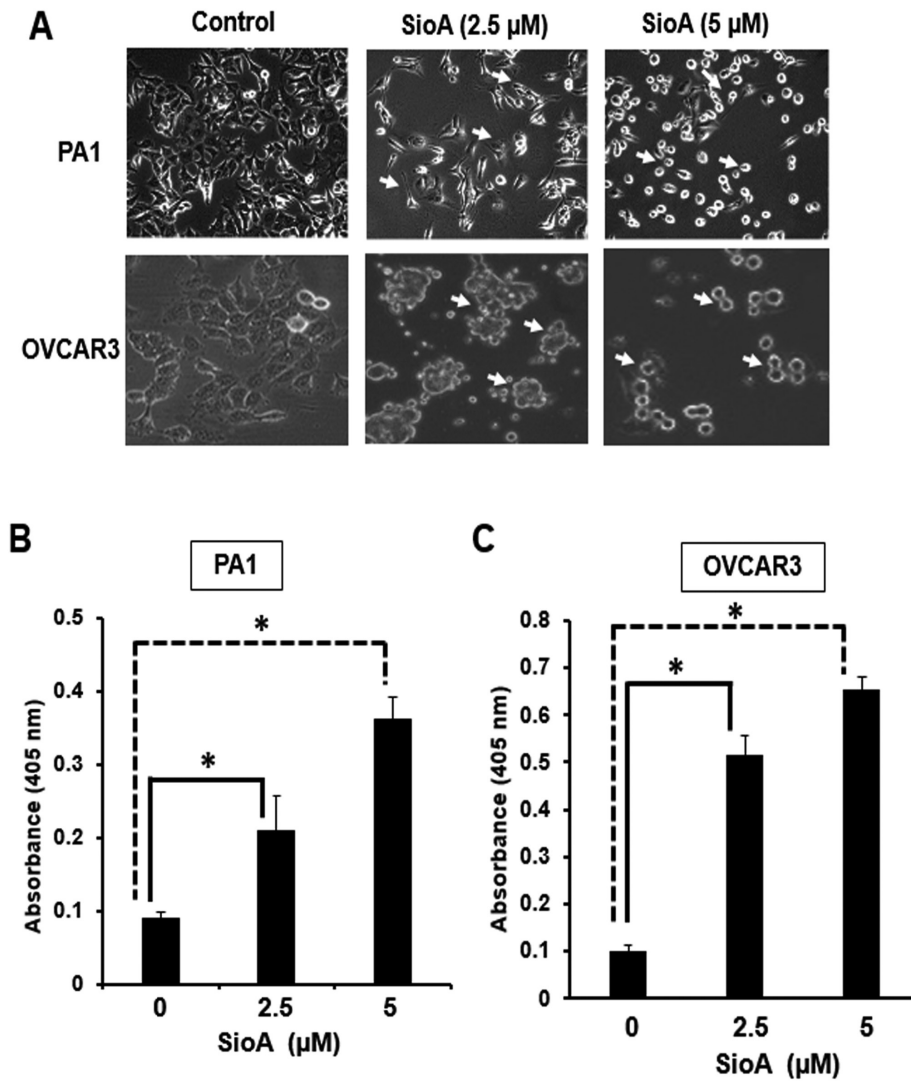 A
Control
SioA (2.5 µM)
SioA (5 µM)
PA1
OVCAR3
B
PA1
Absorbance (405 nm)
0.5
0.4
0.3
0.2
0.1
0
*
*
0
2.5
5
SioA (µM)
C
OVCAR3
Absorbance (405 nm)
0.8
0.7
0.6
0.5
0.4
0.3
0.2
0.1
0
*
*
0
2.5
5
SioA (µM)